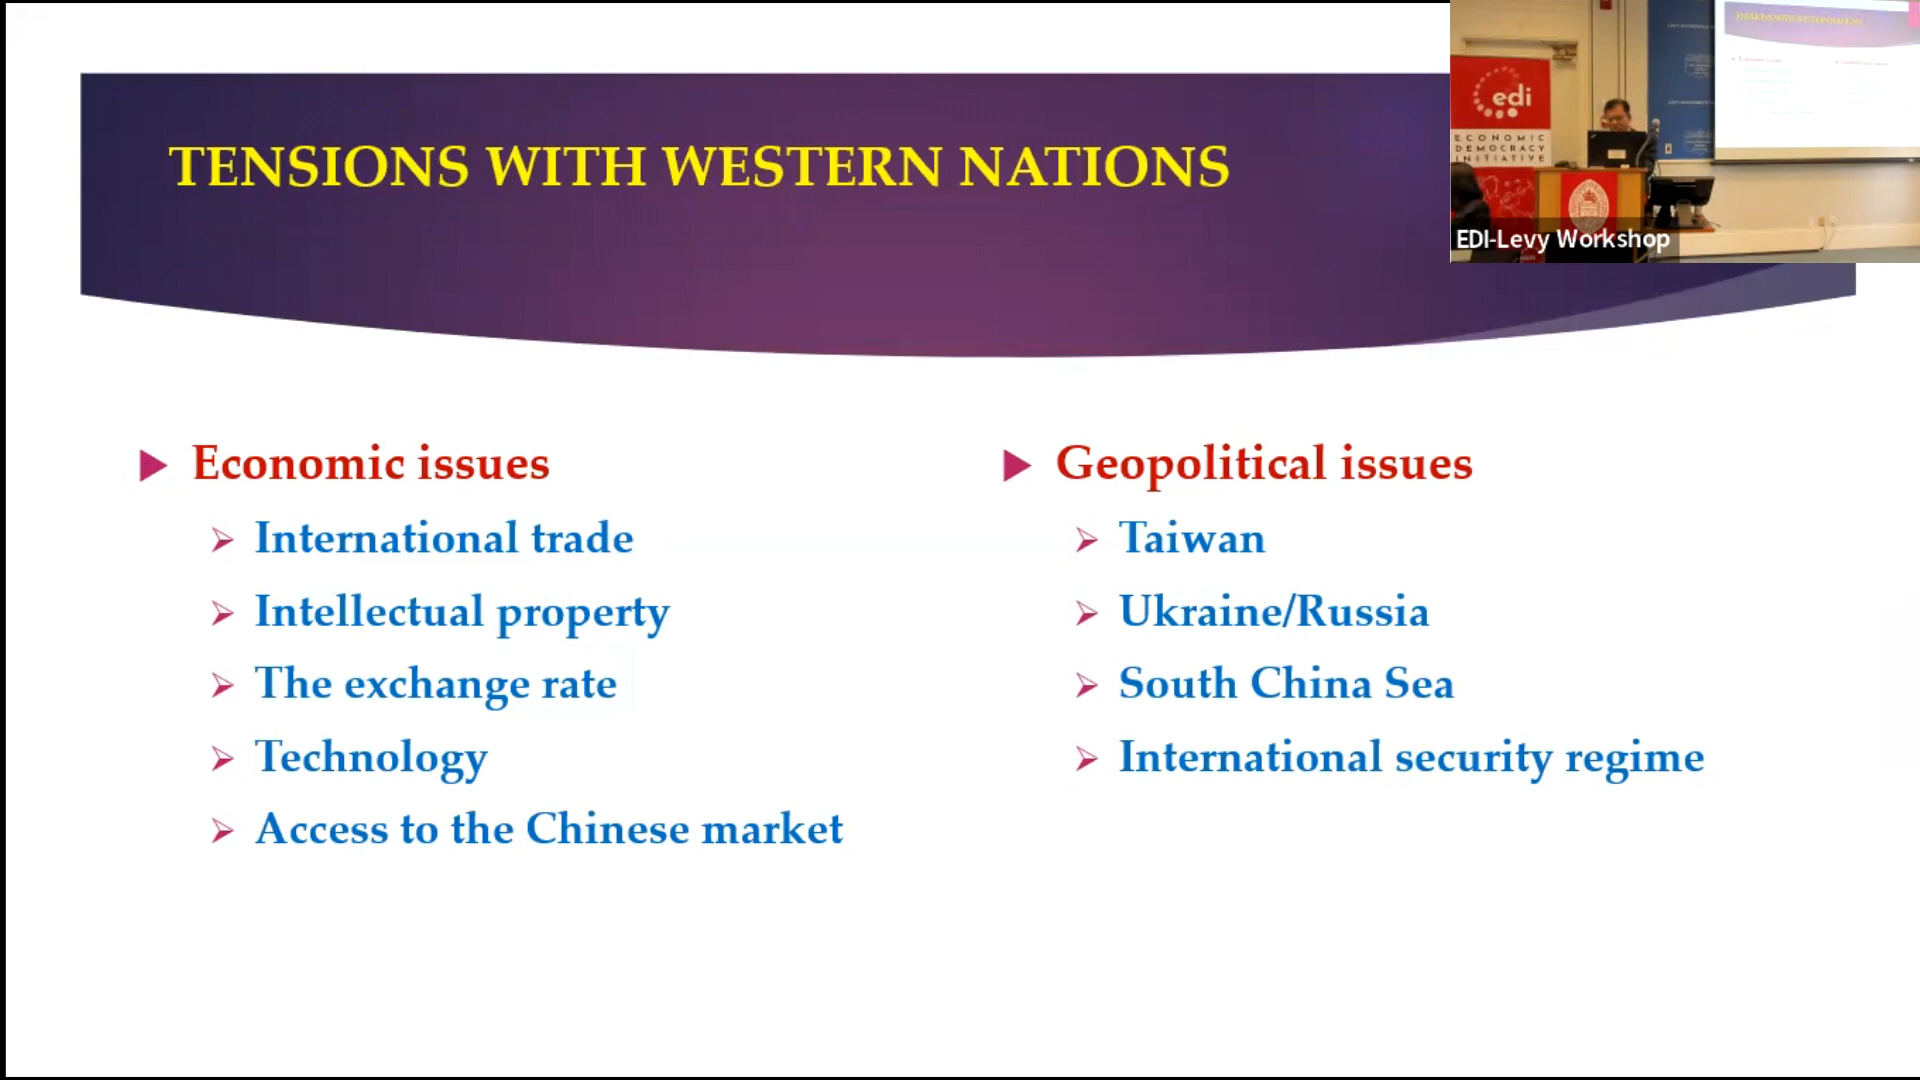 TENSIONS WITH WESTERN NATIONS
Economic issues
International trade
Intellectual property
The exchange rate
Technology
Access to the Chinese market
Geopolitical issues
Taiwan
Ukraine/Russia
South China Sea
International security regime
edi
ECONOMIC
DEMOCRACY
INITIATIVE
EDI-Levy Workshop